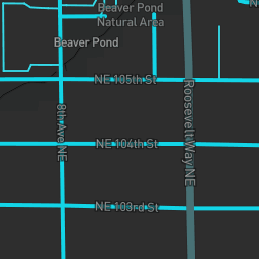 Beaver Pond
Natural Area
Beaver Pond
NE 105th St
8th Ave NE
Roosevelt Way NE
NE 104th St
NE 103rd St